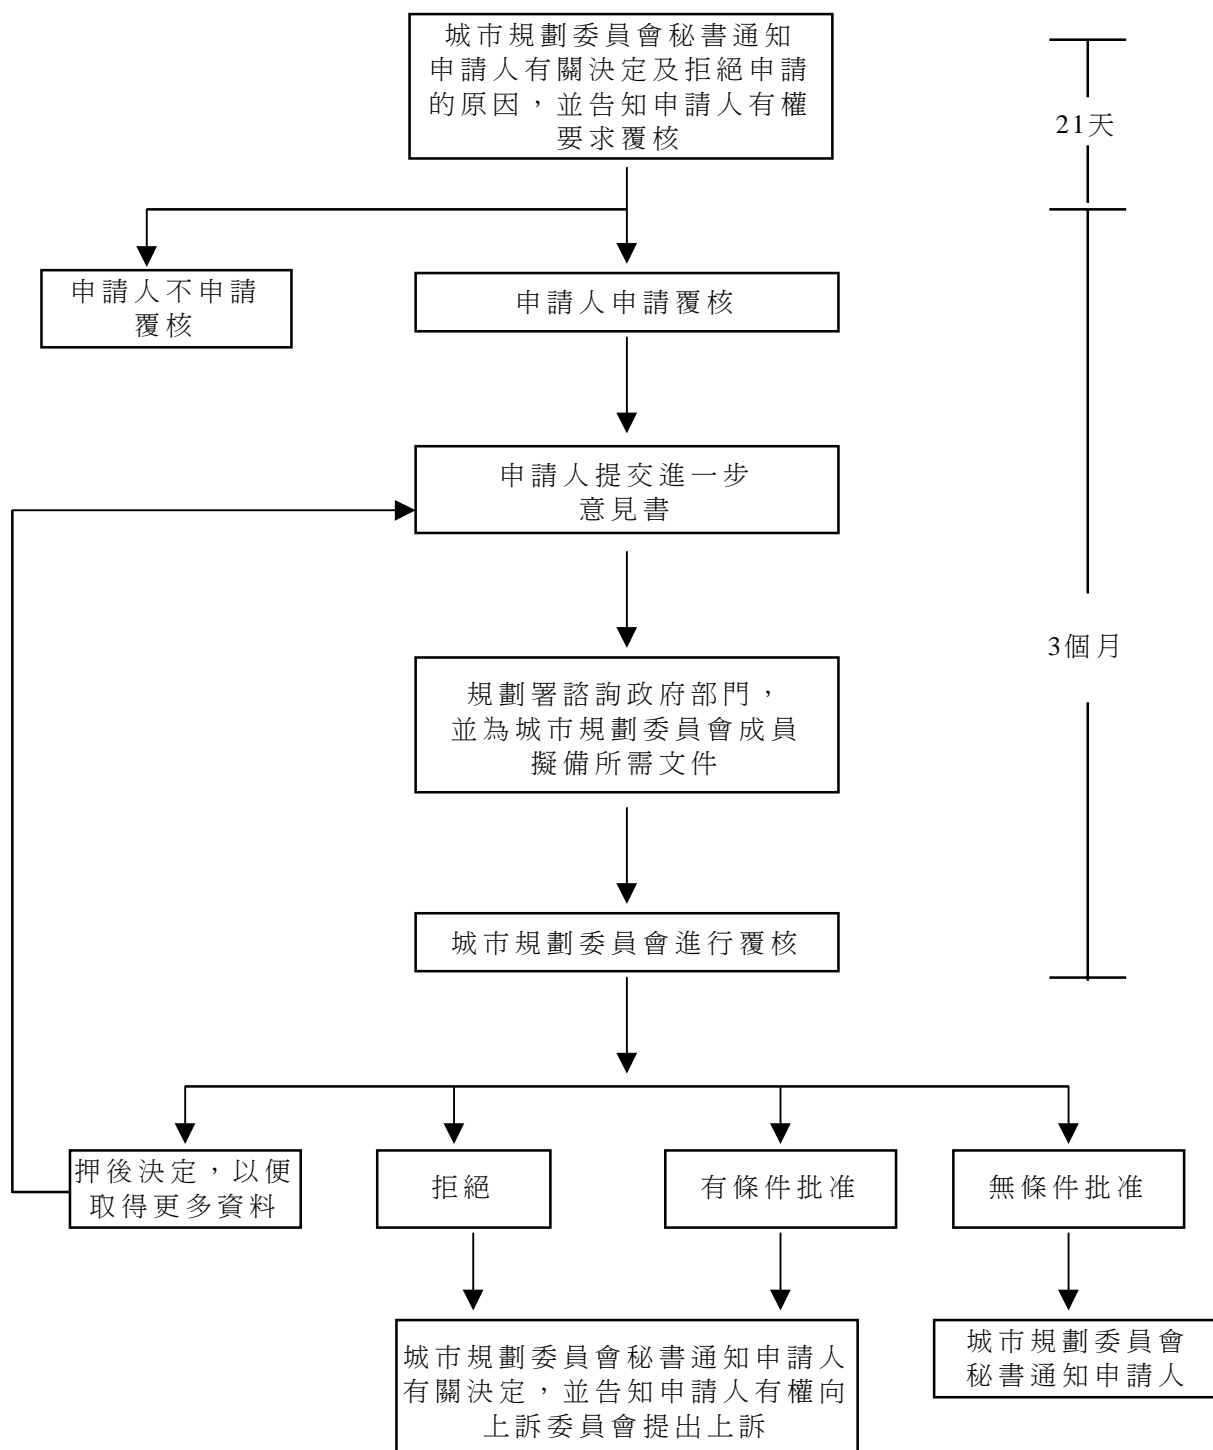 城市規劃委員會秘書通知
申請人有關決定及拒絕申請
的原因，並告知申請人有權
要求覆核
21天
申請人不申請
覆核
申請人申請覆核
申請人提交進一步
意見書
3個月
規劃署諮詢政府部門，
並為城市規劃委員會成員
擬備所需文件
城市規劃委員會進行覆核
押後決定，以便
取得更多資料
拒絕
有條件批准
無條件批准
城市規劃委員會秘書通知申請人
有關決定，並告知申請人有權向
上訴委員會提出上訴
城市規劃委員會
秘書通知申請人